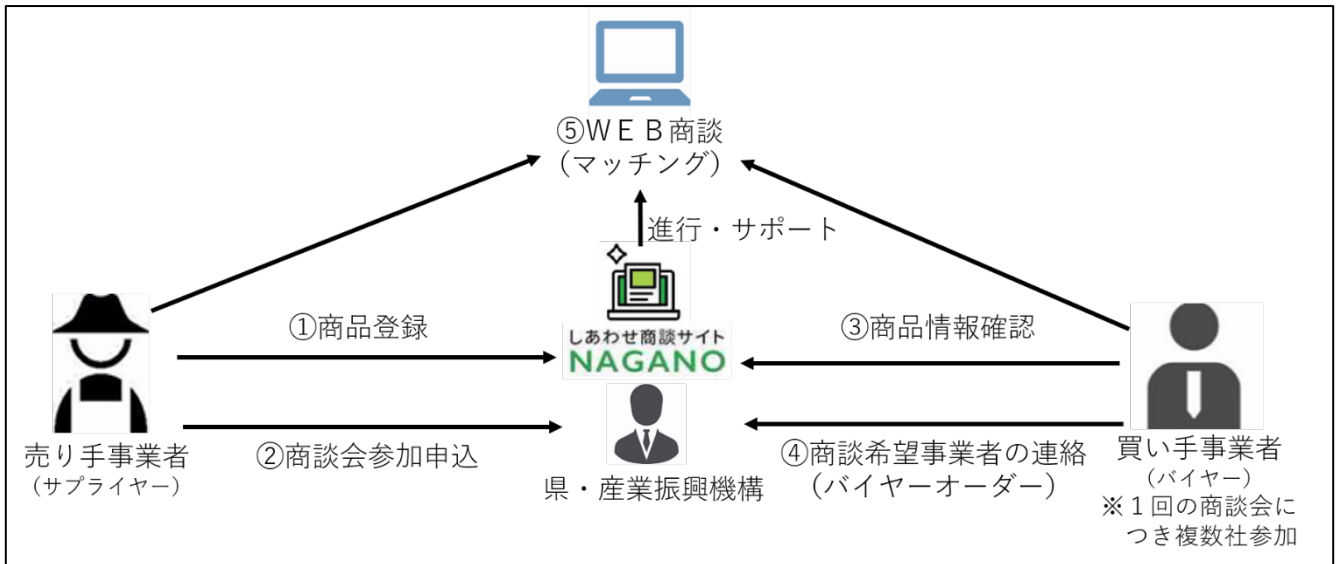 ⑤ＷＥＢ商談
（マッチング）
進行・サポート
①商品登録
しあわせ商談サイト
NAGANO
③商品情報確認
売り手事業者
（サプライヤー）
②商談会参加申込
県・産業振興機構
④商談希望事業者の連絡
（バイヤーオーダー）
買い手事業者
（バイヤー）
※１回の商談会に
つき複数社参加